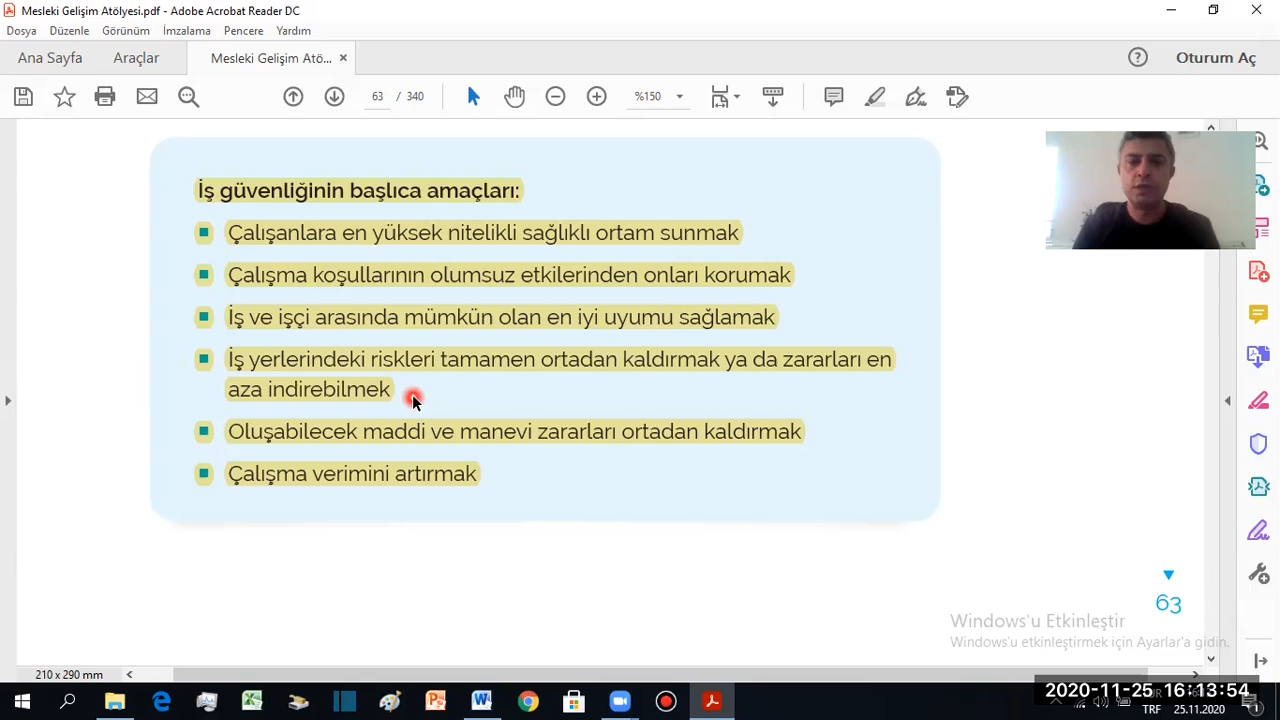 Mesleki Gelişim Atölyesi.pdf - Adobe Acrobat Reader DC
Dosya Düzenle Görünüm İmzalama Pencere Yardım
Ana Sayfa Araçlar Mesleki Gelişim Atö... × Oturum Aç
63 / 340 %150
İş güvenliğinin başlıca amaçları:
Çalışanlara en yüksek nitelikli sağlıklı ortam sunmak
Çalışma koşullarının olumsuz etkilerinden onları korumak
İş ve işçi arasında mümkün olan en iyi uyumu sağlamak
İş yerlerindeki riskleri tamamen ortadan kaldırmak ya da zararları en
aza indirebilmek
Oluşabilecek maddi ve manevi zararları ortadan kaldırmak
Çalışma verimini artırmak
63
Windows'u Etkinleştir
Windows'u etkinleştirmek için Ayarlar'a gidin.
210 x 290 mm
2020-11-25 16:13:54
TRF 25.11.2020